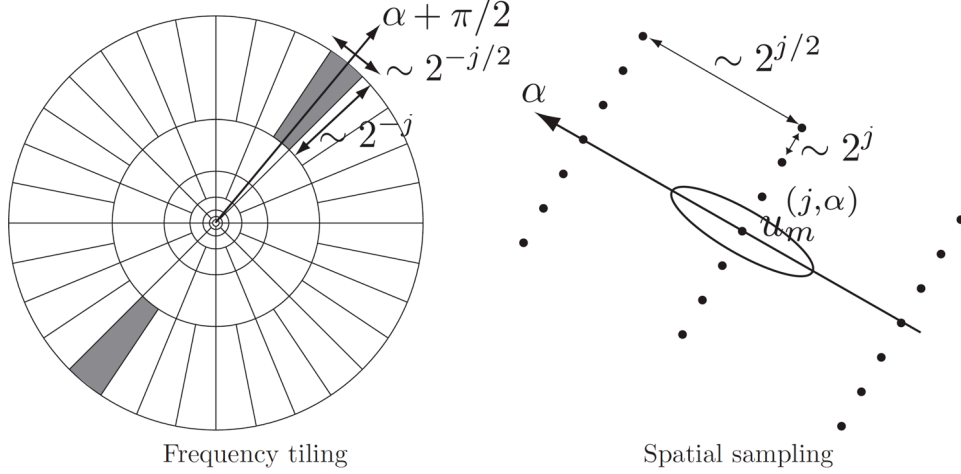 α + π/2
∼ 2^{-j/2}
∼ 2^{-j}
Frequency tiling
∼ 2^{j/2}
α
∼ 2^{j}
u_m^{(j,α)}
Spatial sampling